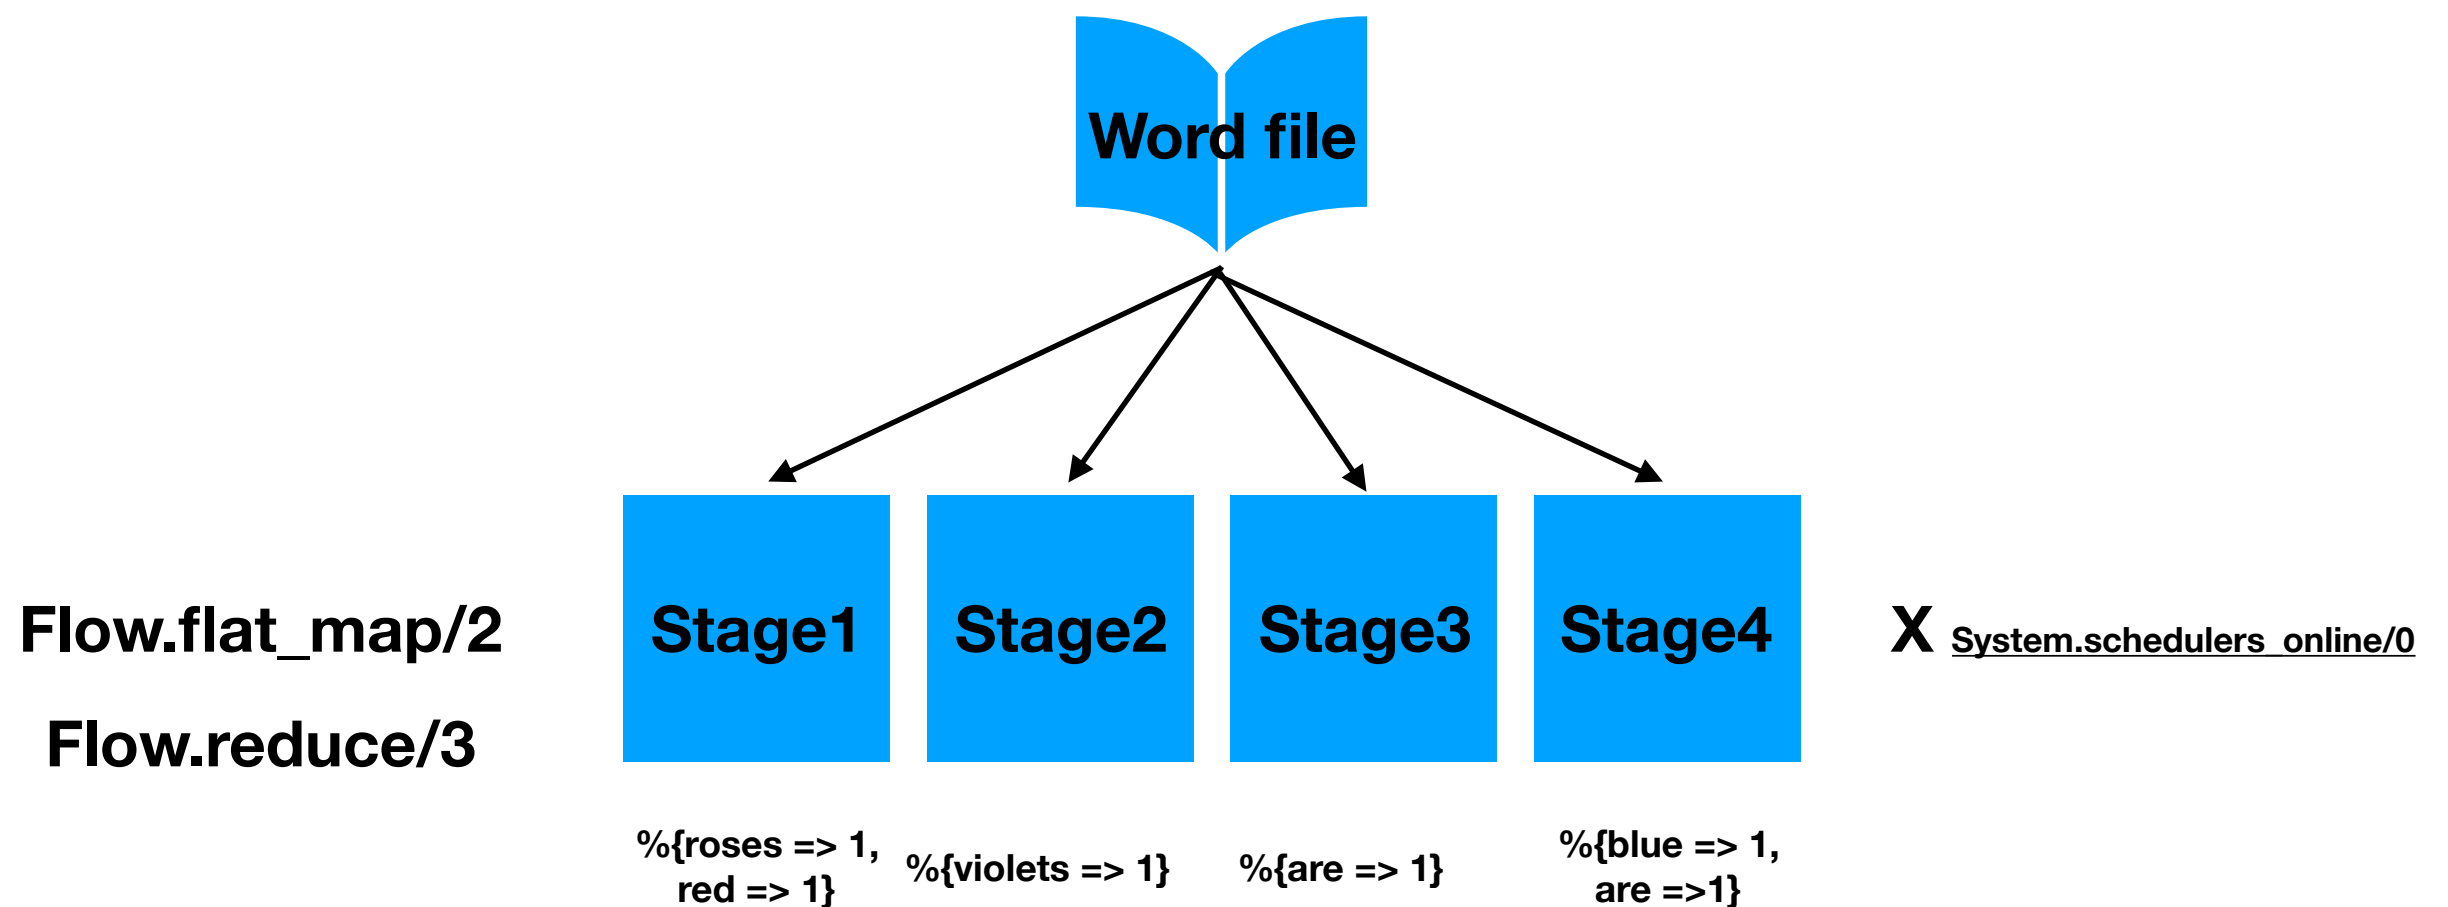 Word file
Flow.flat_map/2
Flow.reduce/3
Stage1
Stage2
Stage3
Stage4
X System.schedulers_online/0
%{roses => 1,
red => 1}
%{violets => 1}
%{are => 1}
%{blue => 1,
are =>1}